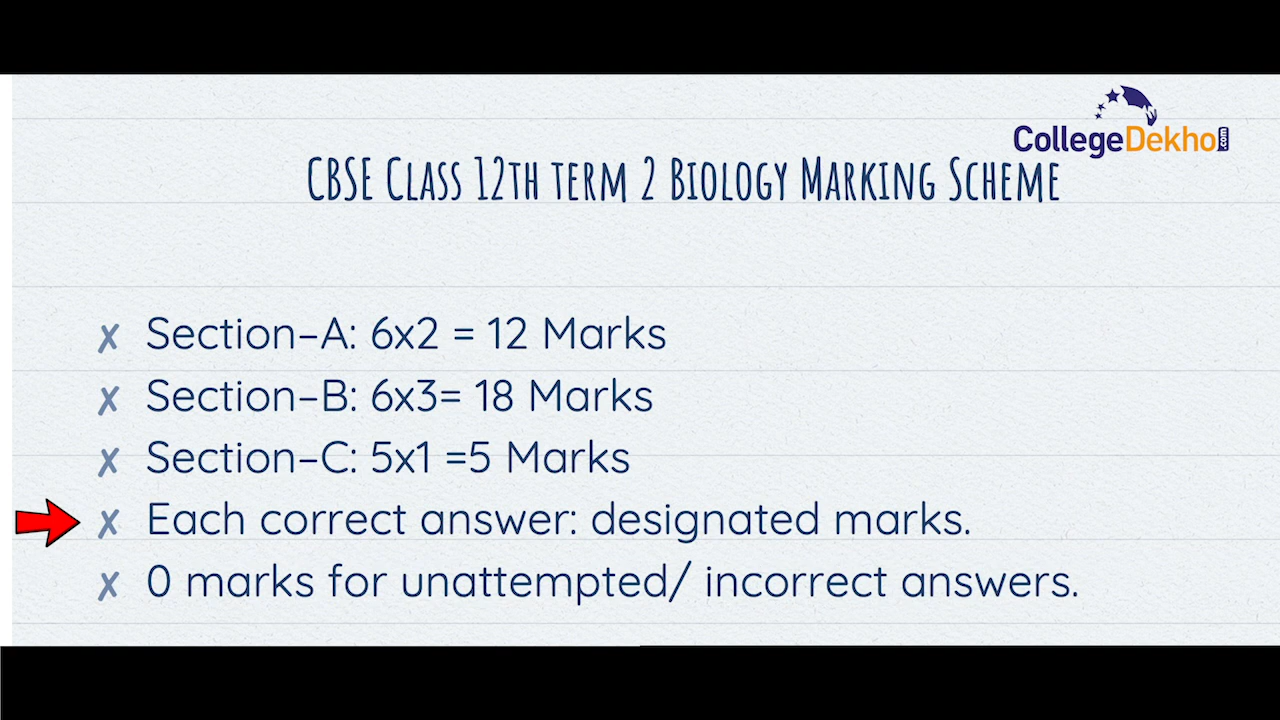 CollegeDekho.com
CBSE Class 12th term 2 Biology Marking Scheme
✗ Section-A: 6x2 = 12 Marks
✗ Section-B: 6x3= 18 Marks
✗ Section-C: 5x1 =5 Marks
✗ Each correct answer: designated marks.
✗ 0 marks for unattempted/ incorrect answers.